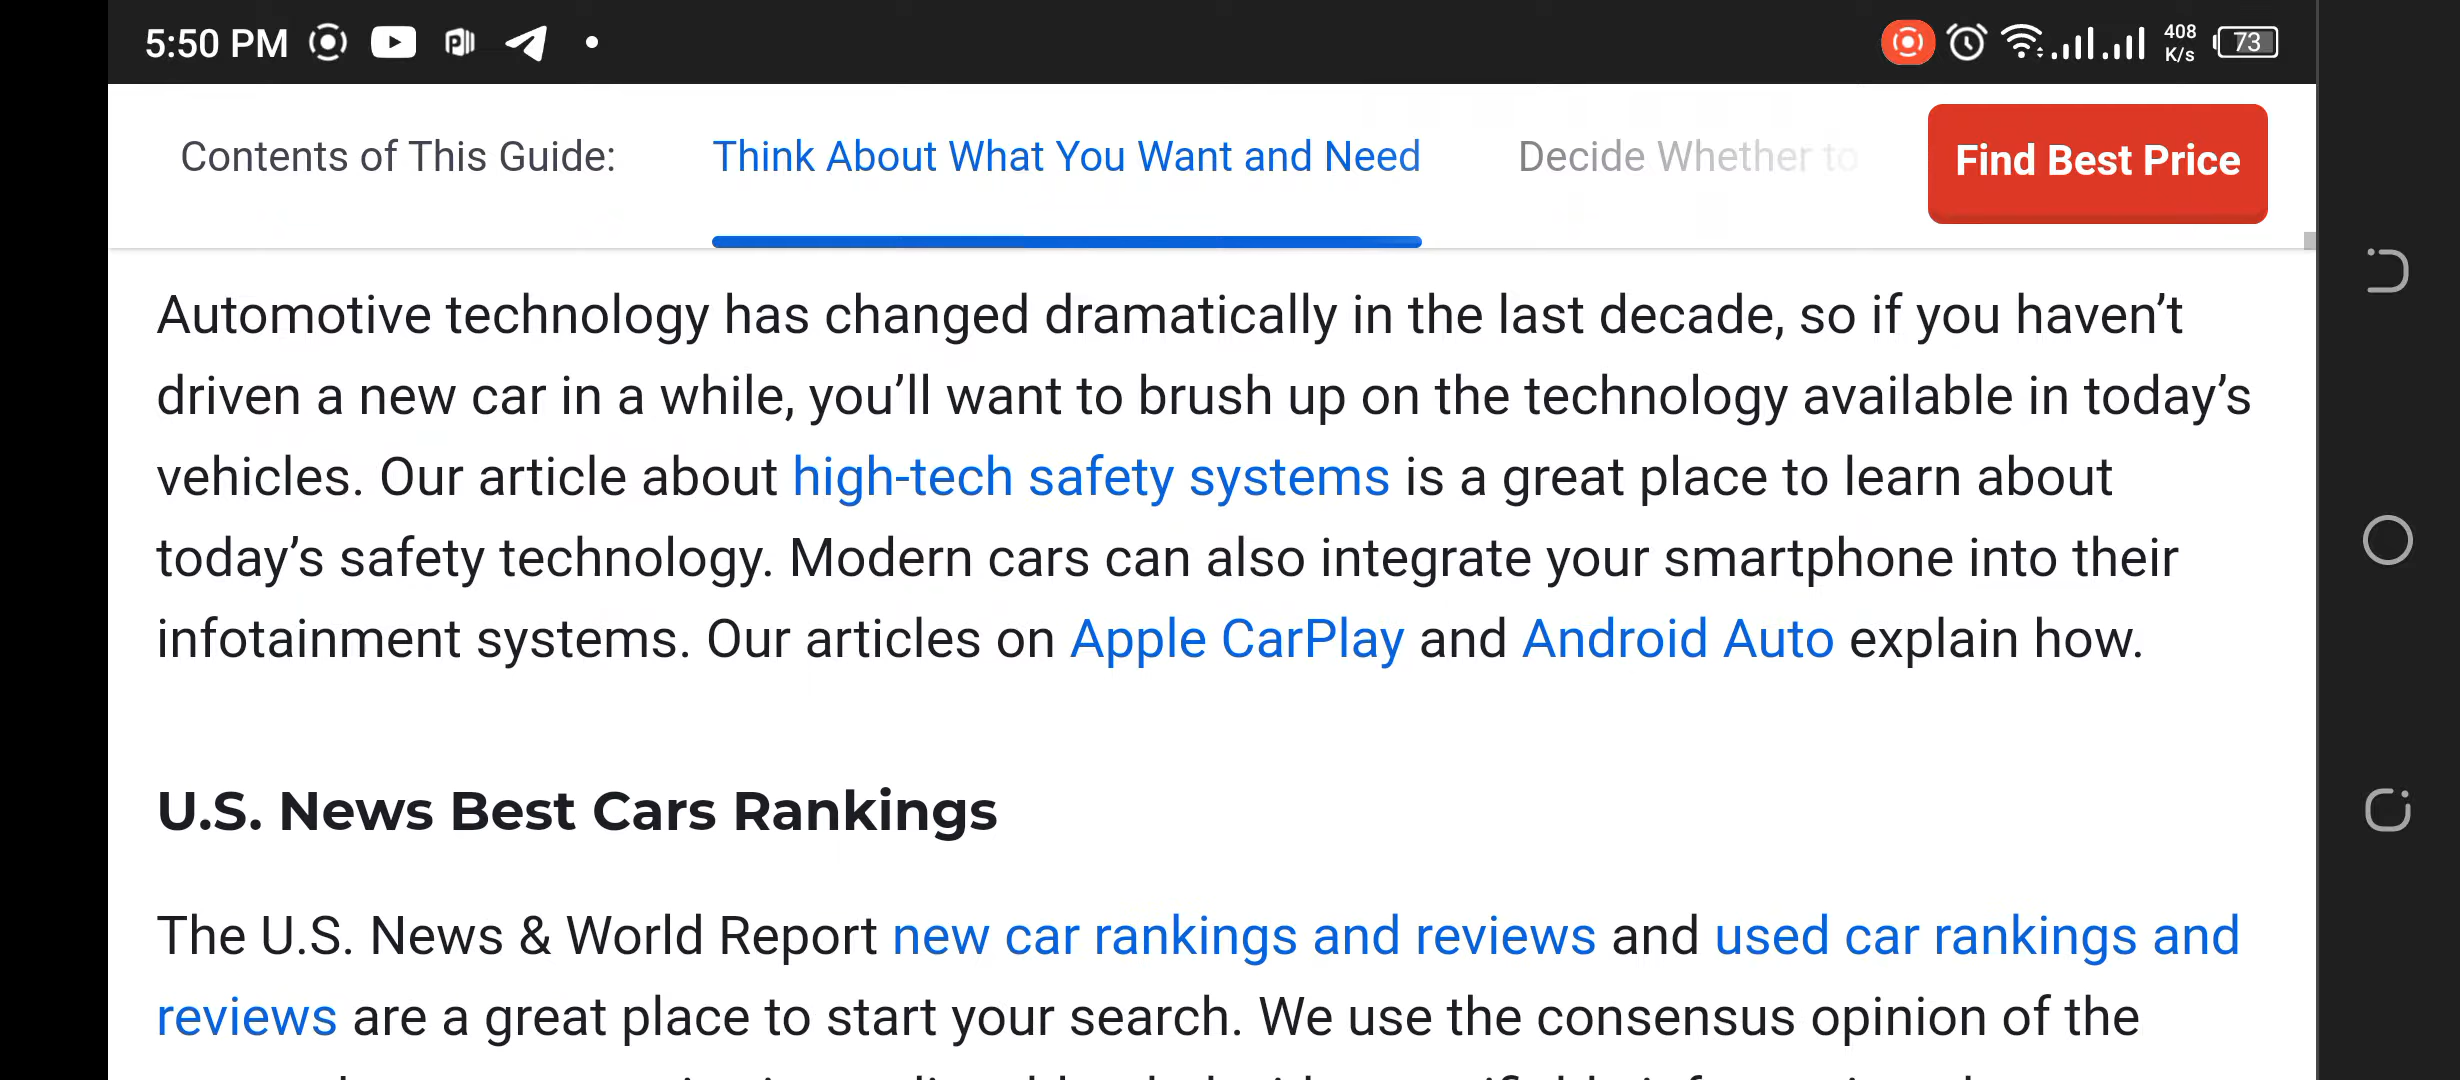 5:50 PM
408
K/s
73
Contents of This Guide:
Think About What You Want and Need
Decide Whether to
Find Best Price
Automotive technology has changed dramatically in the last decade, so if you haven’t
driven a new car in a while, you’ll want to brush up on the technology available in today’s
vehicles. Our article about high-tech safety systems is a great place to learn about
today’s safety technology. Modern cars can also integrate your smartphone into their
infotainment systems. Our articles on Apple CarPlay and Android Auto explain how.
U.S. News Best Cars Rankings
The U.S. News & World Report new car rankings and reviews and used car rankings and
reviews are a great place to start your search. We use the consensus opinion of the